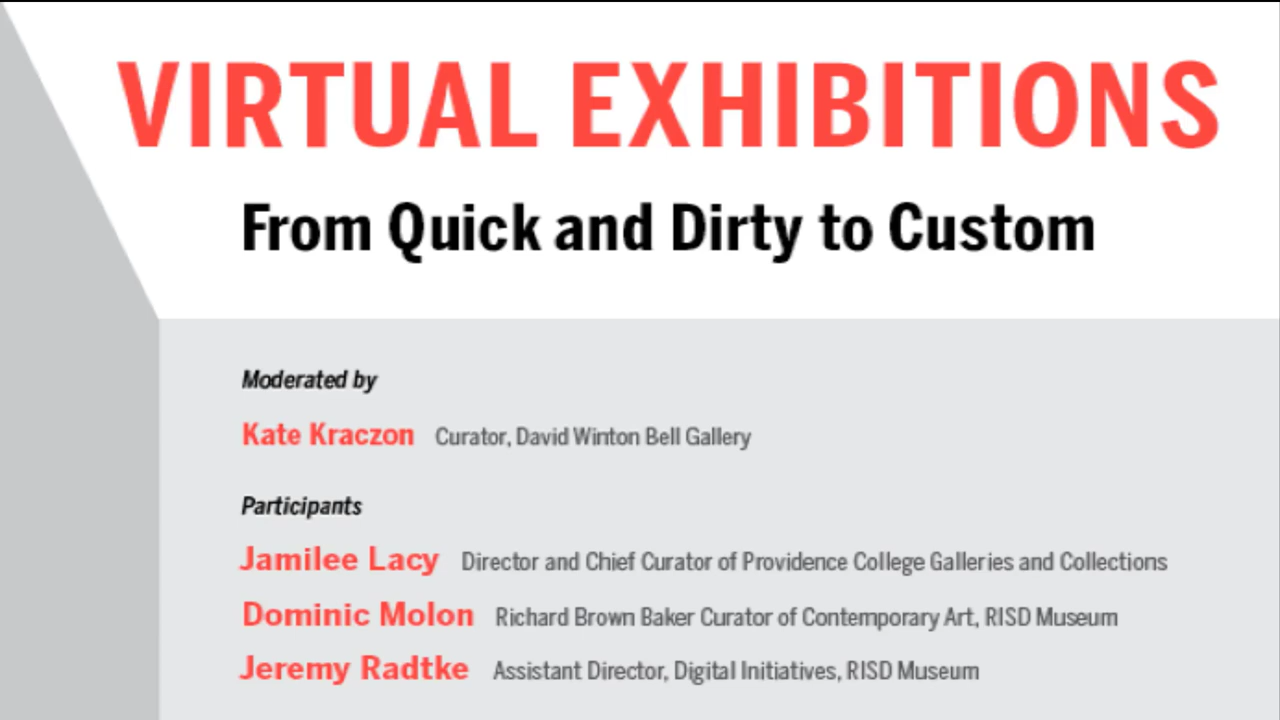 VIRTUAL EXHIBITIONS
From Quick and Dirty to Custom
Moderated by
Kate Kraczon Curator, David Winton Bell Gallery
Participants
Jamilee Lacy Director and Chief Curator of Providence College Galleries and Collections
Dominic Molon Richard Brown Baker Curator of Contemporary Art, RISD Museum
Jeremy Radtke Assistant Director, Digital Initiatives, RISD Museum